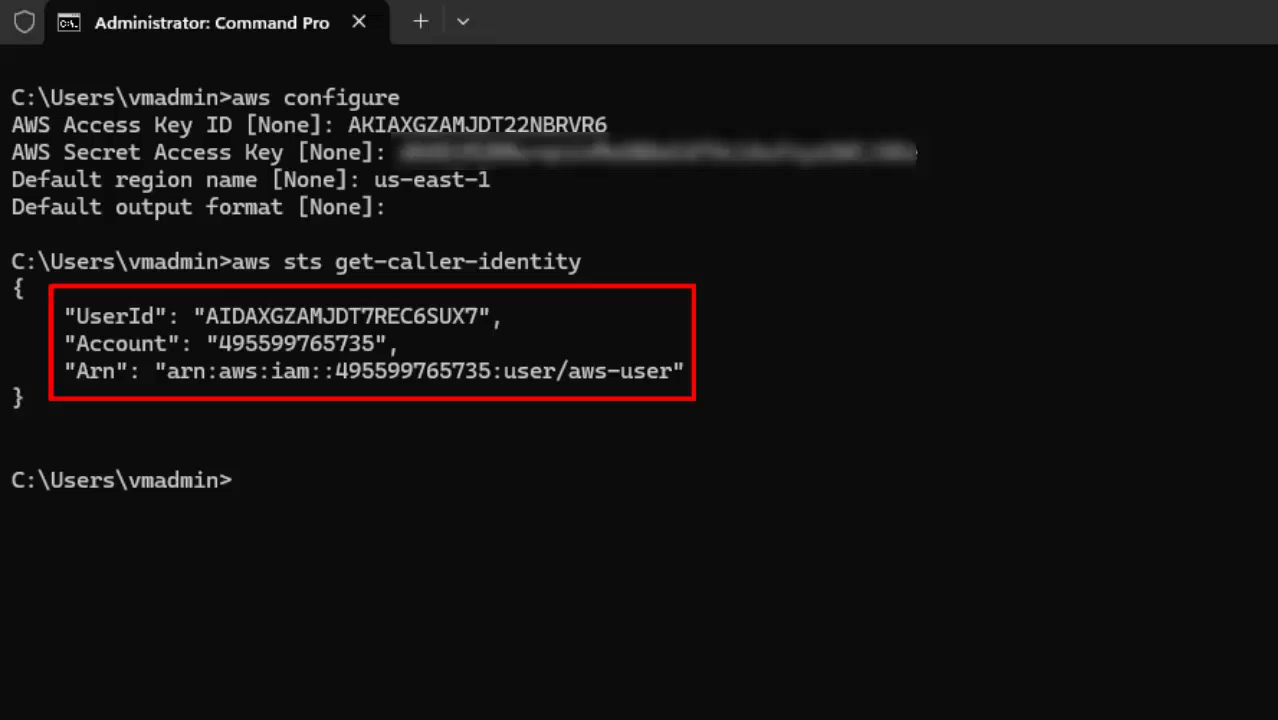 Administrator: Command Pro
C:\Users\vmadmin>aws configure
AWS Access Key ID [None]: AKIAXGZAMJDT22NBRVR6
AWS Secret Access Key [None]:
Default region name [None]: us-east-1
Default output format [None]:
C:\Users\vmadmin>aws sts get-caller-identity
{
"UserId": "AIDAXGZAMJDT7REC6SUX7",
"Account": "495599765735",
"Arn": "arn:aws:iam::495599765735:user/aws-user"
}
C:\Users\vmadmin>